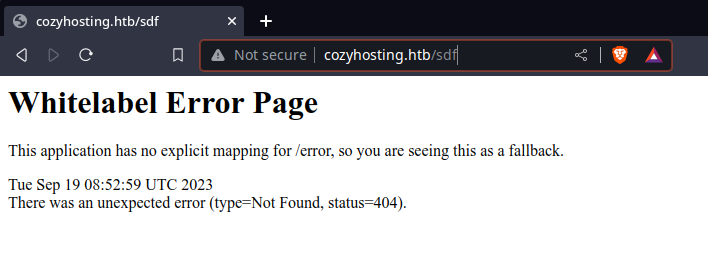 cozyhosting.htb/sdf
Not secure cozyhosting.htb/sdf
Whitelabel Error Page
This application has no explicit mapping for /error, so you are seeing this as a fallback.
Tue Sep 19 08:52:59 UTC 2023
There was an unexpected error (type=Not Found, status=404).